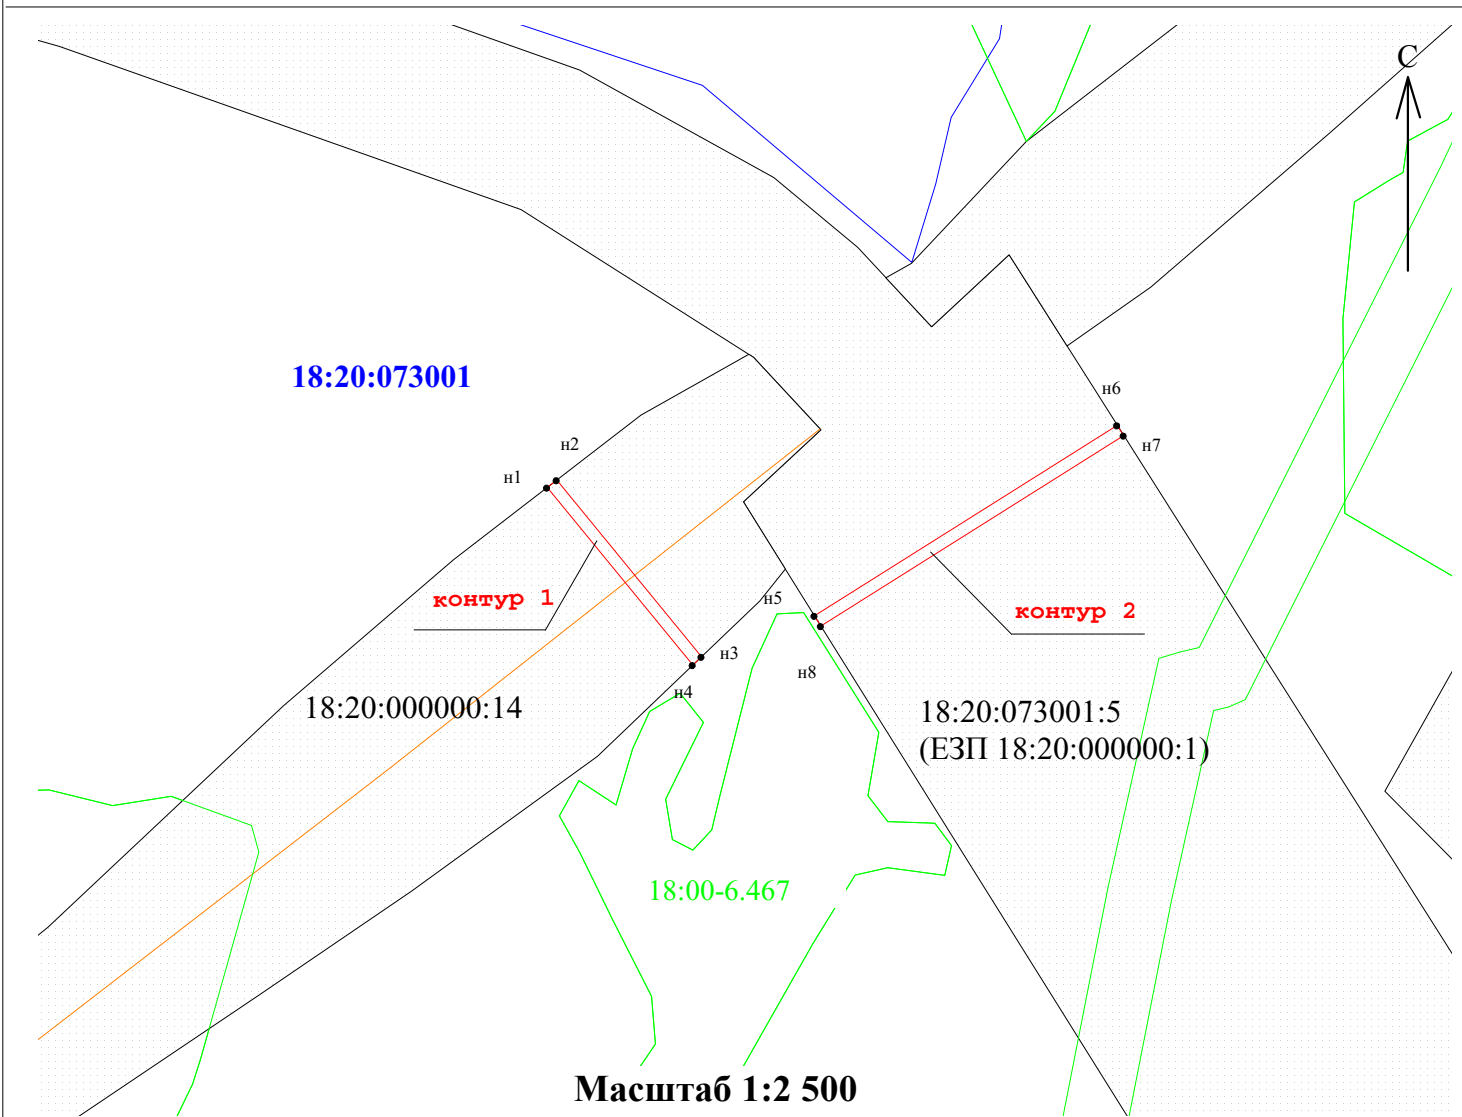 С
18:20:073001
н6
н2
н7
н1
контур 1
н5
контур 2
н3
н8
н4
18:20:000000:14
18:20:073001:5
(ЕЗП 18:20:000000:1)
18:00-6.467
Масштаб 1:2 500